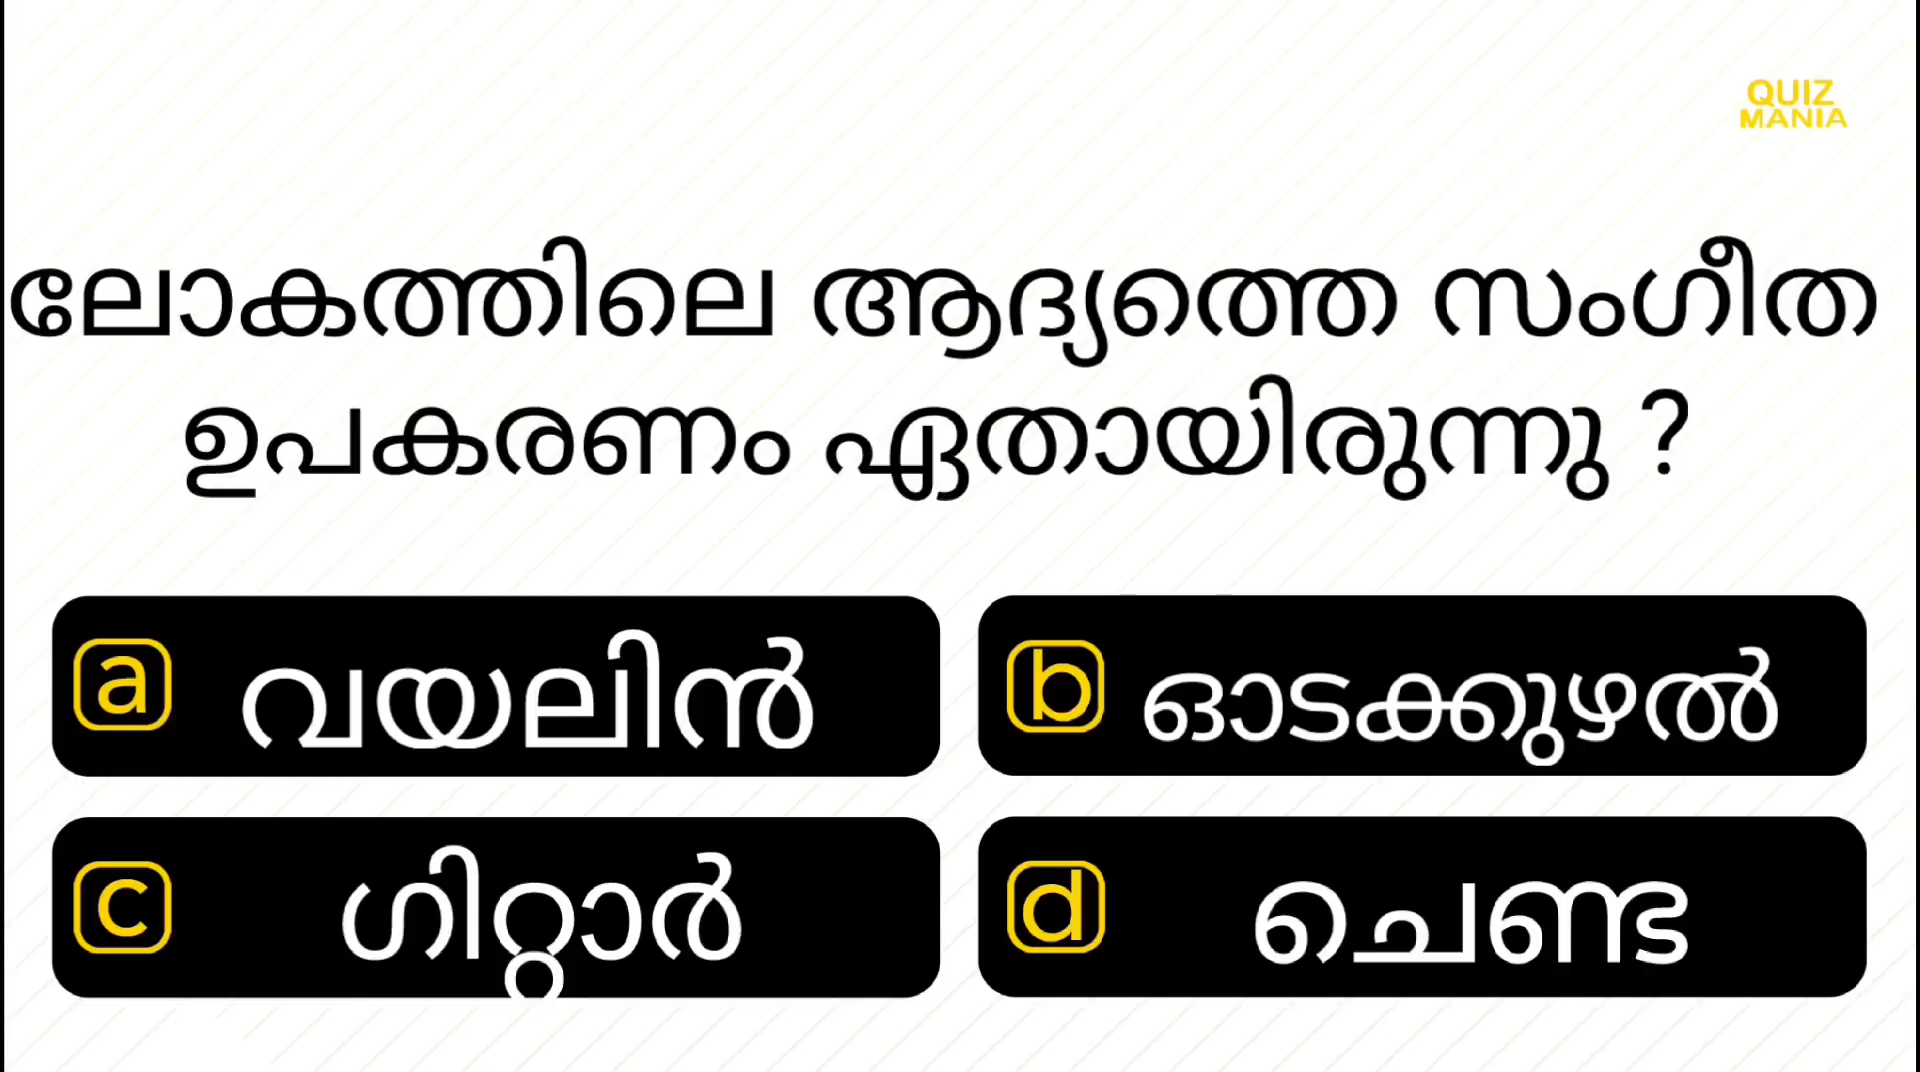 QUIZ
MANIA
ലോകത്തിലെ ആദ്യത്തെ സംഗീത
ഉപകരണം ഏതായിരുന്നു ?
a വയലിൻ
b ഓടക്കുഴൽ
c ഗിറ്റാർ
d ചെണ്ട